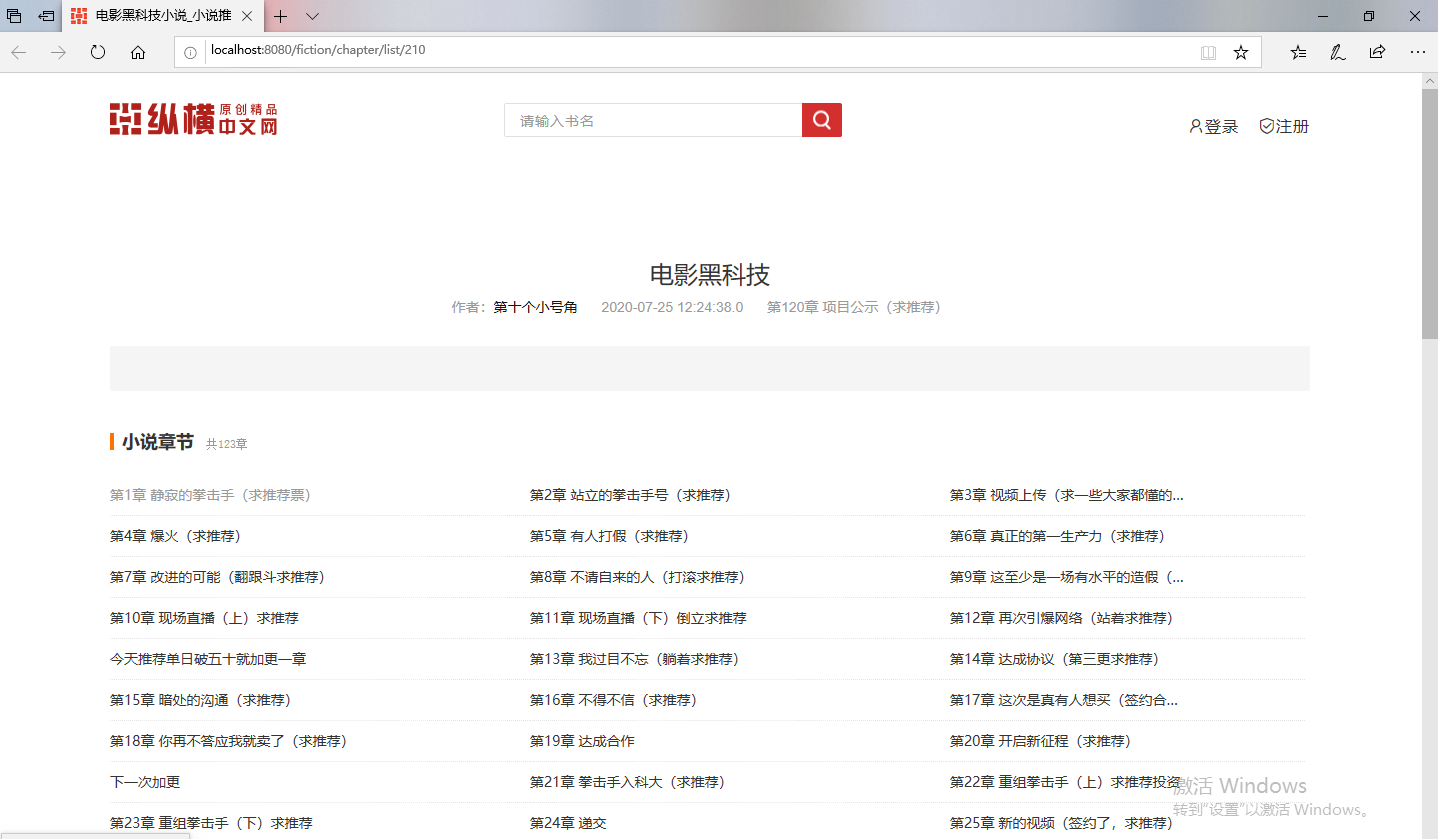 电影黑科技小说_小说推
localhost:8080/fiction/chapter/list/210
纵横
原创精品
中文网
请输入书名
登录
注册
电影黑科技
作者：第十个小号角 2020-07-25 12:24:38.0 第120章 项目公示（求推荐）
小说章节 共123章
第1章 静寂的拳击手（求推荐票） 第2章 站立的拳击手号（求推荐） 第3章 视频上传（求一些大家都懂的...
第4章 爆火（求推荐） 第5章 有人打假（求推荐） 第6章 真正的第一生产力（求推荐）
第7章 改进的可能（翻跟斗求推荐） 第8章 不请自来的人（打滚求推荐） 第9章 这至少是一场有水平的造假（...
第10章 现场直播（上）求推荐 第11章 现场直播（下）倒立求推荐 第12章 再次引爆网络（站着求推荐）
今天推荐单日破五十就加更一章 第13章 我过目不忘（躺着求推荐） 第14章 达成协议（第三更求推荐）
第15章 暗处的沟通（求推荐） 第16章 不得不信（求推荐） 第17章 这次是真有人想买（签约合...
第18章 你再不答应我就卖了（求推荐） 第19章 达成合作 第20章 开启新征程（求推荐）
下一次加更 第21章 拳击手入科大（求推荐） 第22章 重组拳击手（上）求推荐投资
第23章 重组拳击手（下）求推荐 第24章 递交 第25章 新的视频（签约了，求推荐）
激活 Windows
转到"设置"以激活 Windows。